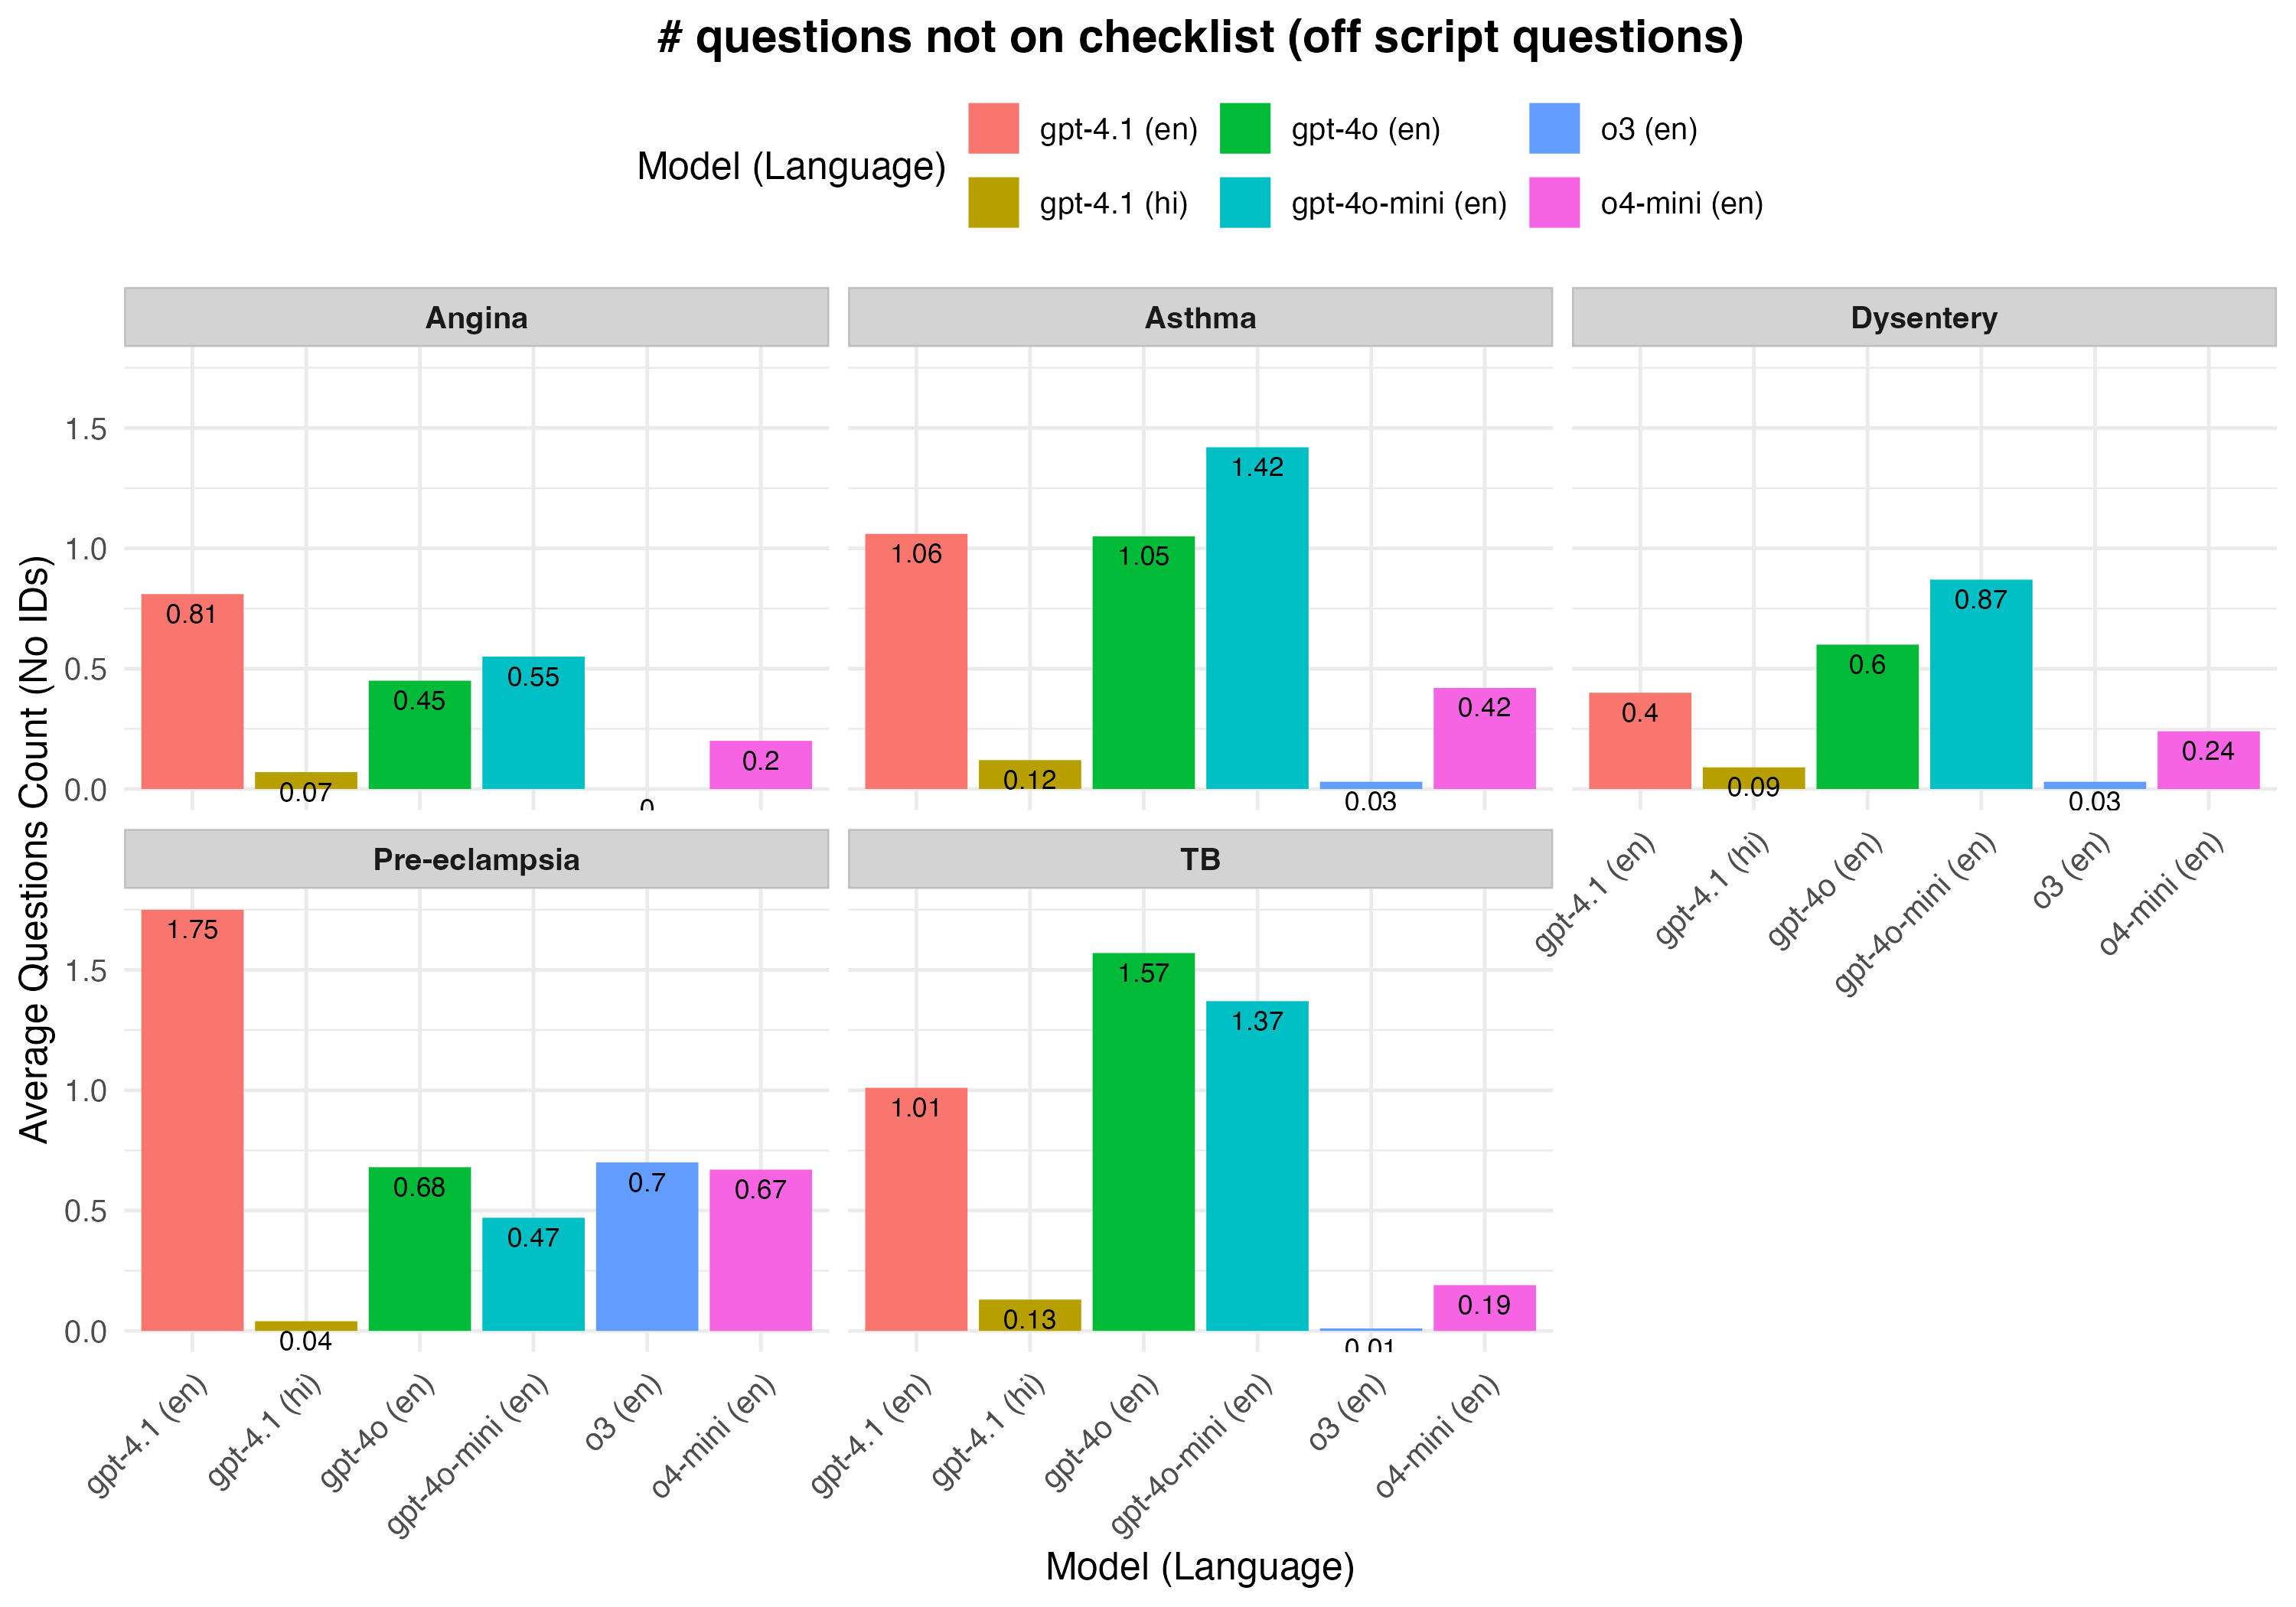 # questions not on checklist (off script questions)
Model (Language)
gpt-4.1 (en)
gpt-4o (en)
o3 (en)
gpt-4.1 (hi)
gpt-4o-mini (en)
o4-mini (en)
Average Questions Count (No IDs)
Angina
Asthma
Dysentery
1.5
1.0
0.5
0.0
0.81
0.07
0.45
0.55
0
0.2
1.06
0.12
1.05
1.42
0.03
0.42
0.4
0.09
0.6
0.87
0.03
0.24
gpt-4.1 (en)
gpt-4.1 (hi)
gpt-4o (en)
gpt-4o-mini (en)
o3 (en)
o4-mini (en)
Pre-eclampsia
TB
1.5
1.0
0.5
0.0
1.75
0.04
0.68
0.47
0.7
0.67
1.01
0.13
1.57
1.37
0.01
0.19
gpt-4.1 (en)
gpt-4.1 (hi)
gpt-4o (en)
gpt-4o-mini (en)
o3 (en)
o4-mini (en)
gpt-4.1 (en)
gpt-4.1 (hi)
gpt-4o (en)
gpt-4o-mini (en)
o3 (en)
o4-mini (en)
Model (Language)